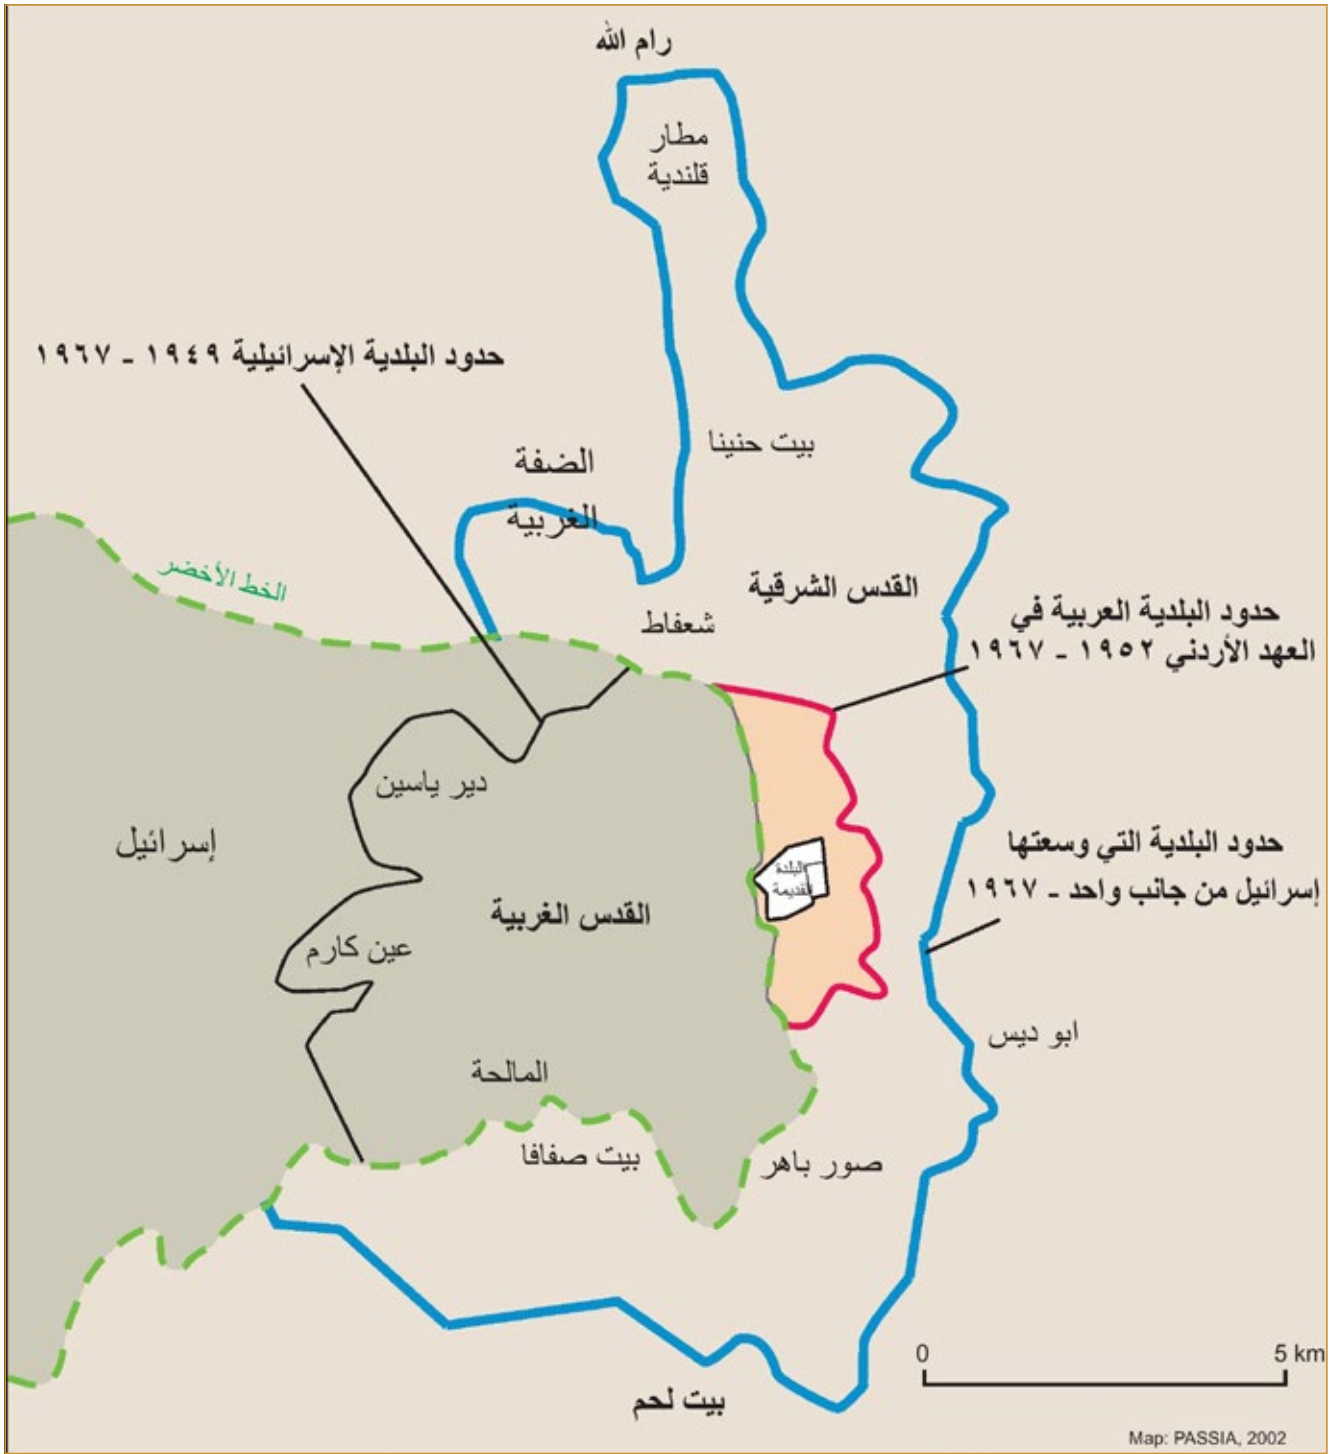 رام الله
مطار
قلندية
حدود البلدية الإسرائيلية ١٩٤٩ - ١٩٦٧
بيت حنينا
الضفة
الغربية
الخط الأخضر
القدس الشرقية
شعفاط
حدود البلدية العربية في
العهد الأردني ١٩٥٢ - ١٩٦٧
دير ياسين
إسرائيل
حدود البلدية التي وسعتها
إسرائيل من جانب واحد - ١٩٦٧
البلدة
القديمة
القدس الغربية
عين كارم
ابو ديس
المالحة
بيت صفافا
صور باهر
0 5 km
بيت لحم
Map: PASSIA, 2002